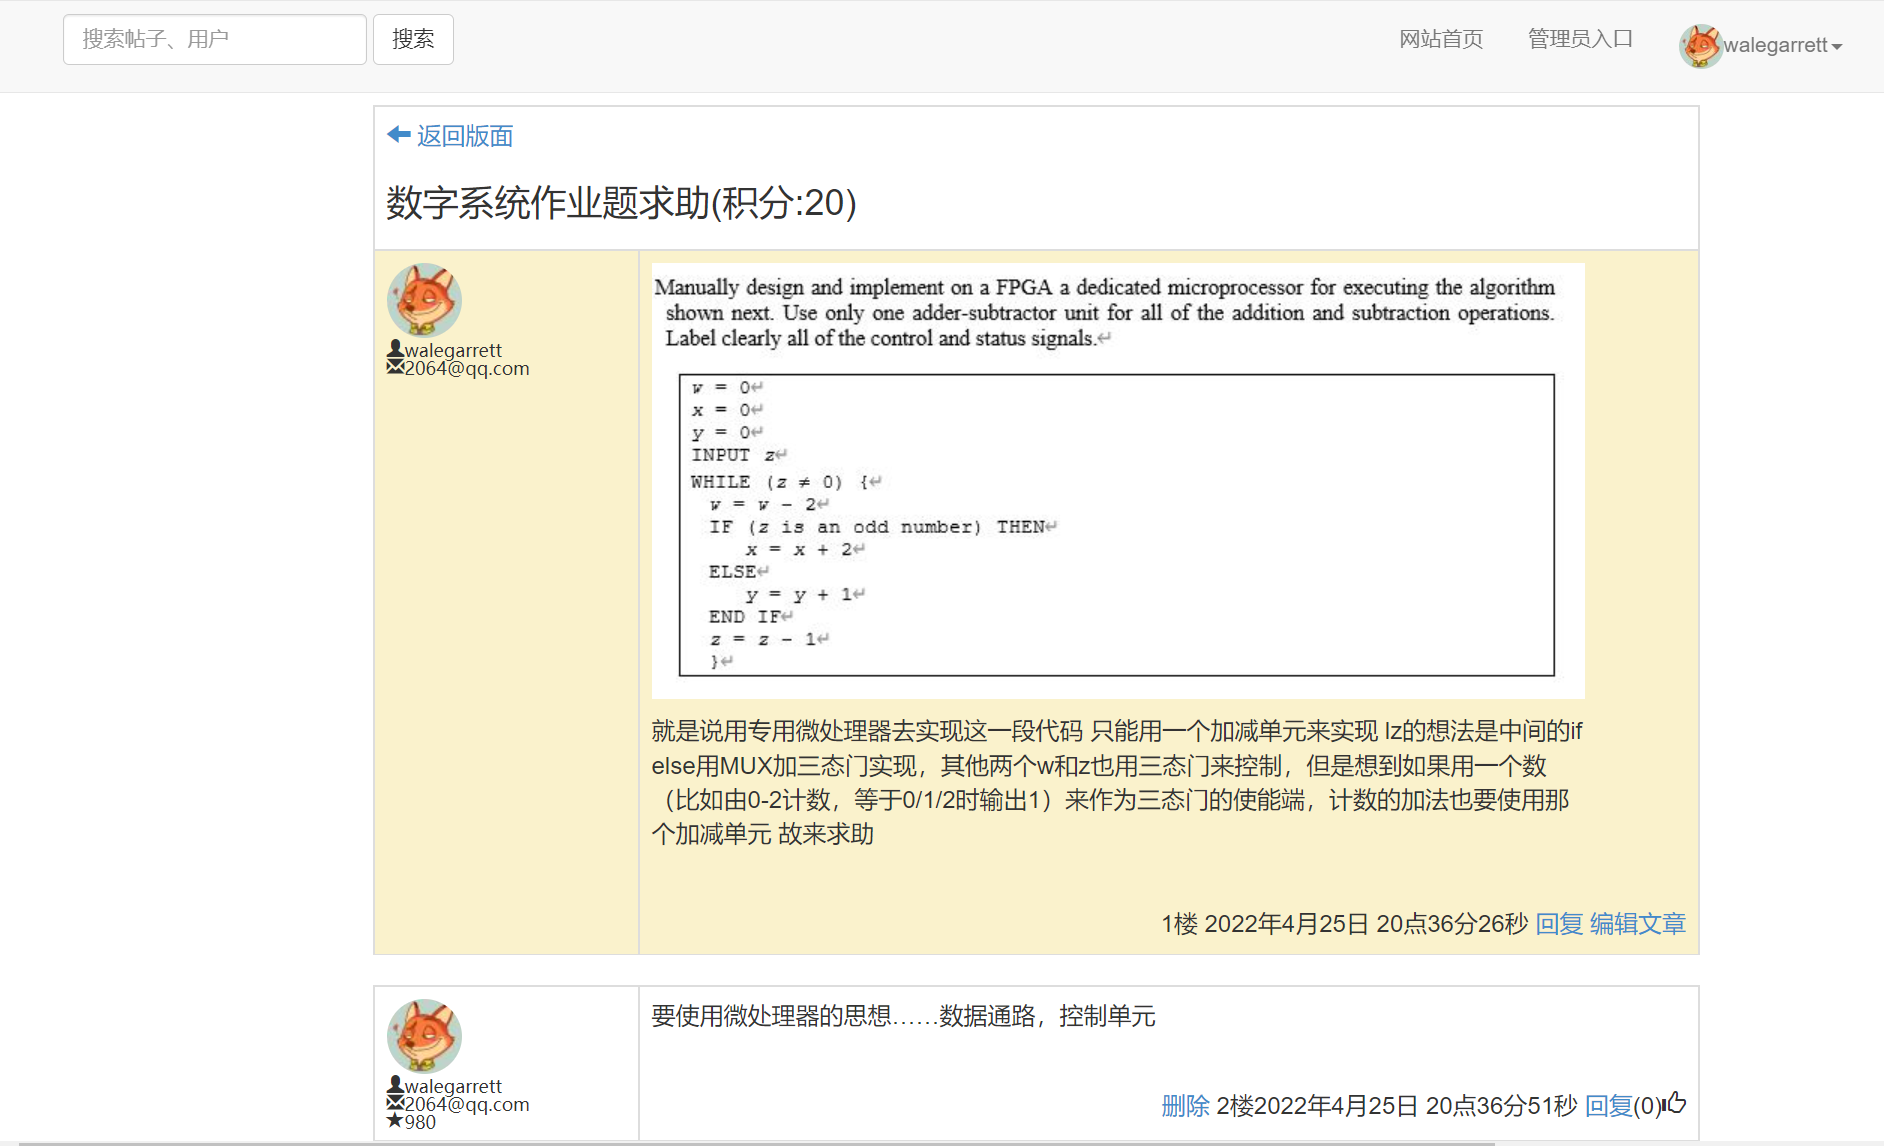 搜索帖子、用户
搜索
网站首页
管理员入口
walegarrett
返回版面
数字系统作业题求助(积分:20)
walegarrett
2064@qq.com
Manually design and implement on a FPGA a dedicated microprocessor for executing the algorithm
shown next. Use only one adder-subtractor unit for all of the addition and subtraction operations.
Label clearly all of the control and status signals.↵
w = 0↵
x = 0↵
y = 0↵
INPUT z↵
WHILE (z ≠ 0) {↵
w = w - 2↵
IF (z is an odd number) THEN↵
x = x + 2↵
ELSE↵
y = y + 1↵
END IF↵
z = z - 1↵
}↵
就是说用专用微处理器去实现这一段代码 只能用一个加减单元来实现 lz的想法是中间的if
else用MUX加三态门实现，其他两个w和z也用三态门来控制，但是想到如果用一个数
（比如由0-2计数，等于0/1/2时输出1）来作为三态门的使能端，计数的加法也要使用那
个加减单元 故来求助
1楼 2022年4月25日 20点36分26秒 回复 编辑文章
walegarrett
2064@qq.com
980
要使用微处理器的思想……数据通路，控制单元
删除 2楼2022年4月25日 20点36分51秒 回复(0)